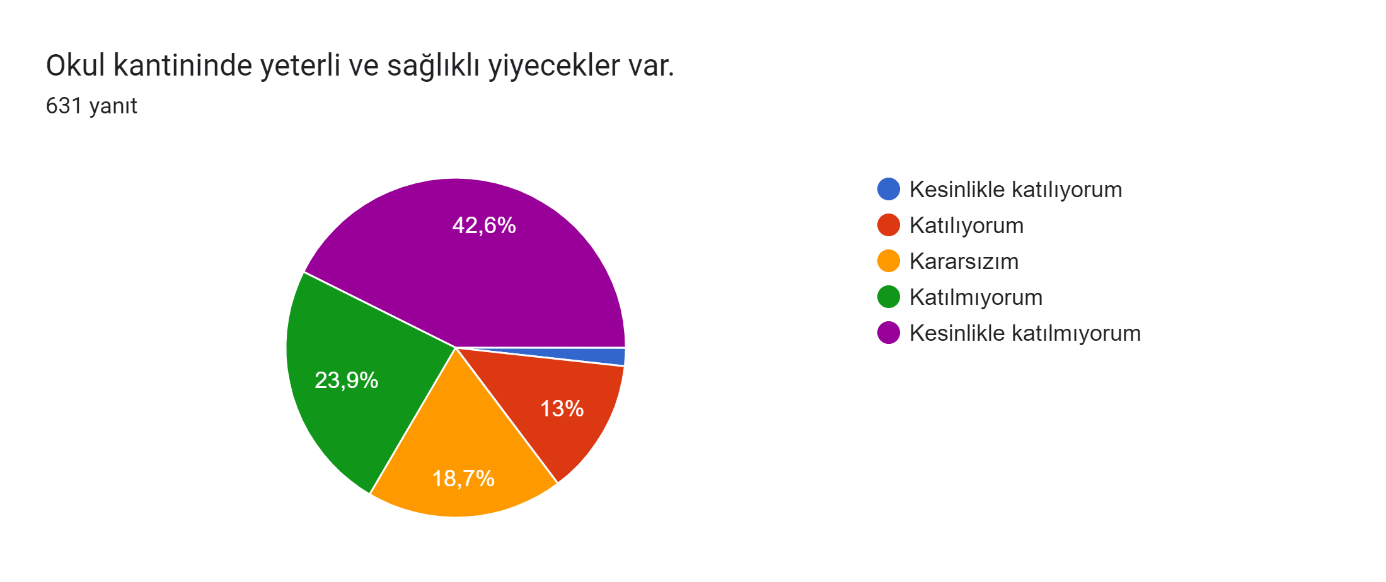 Okul kantininde yeterli ve sağlıklı yiyecekler var.
631 yanıt
42,6%
23,9%
13%
18,7%
Kesinlikle katılıyorum
Katılıyorum
Kararsızım
Katılmıyorum
Kesinlikle katılmıyorum